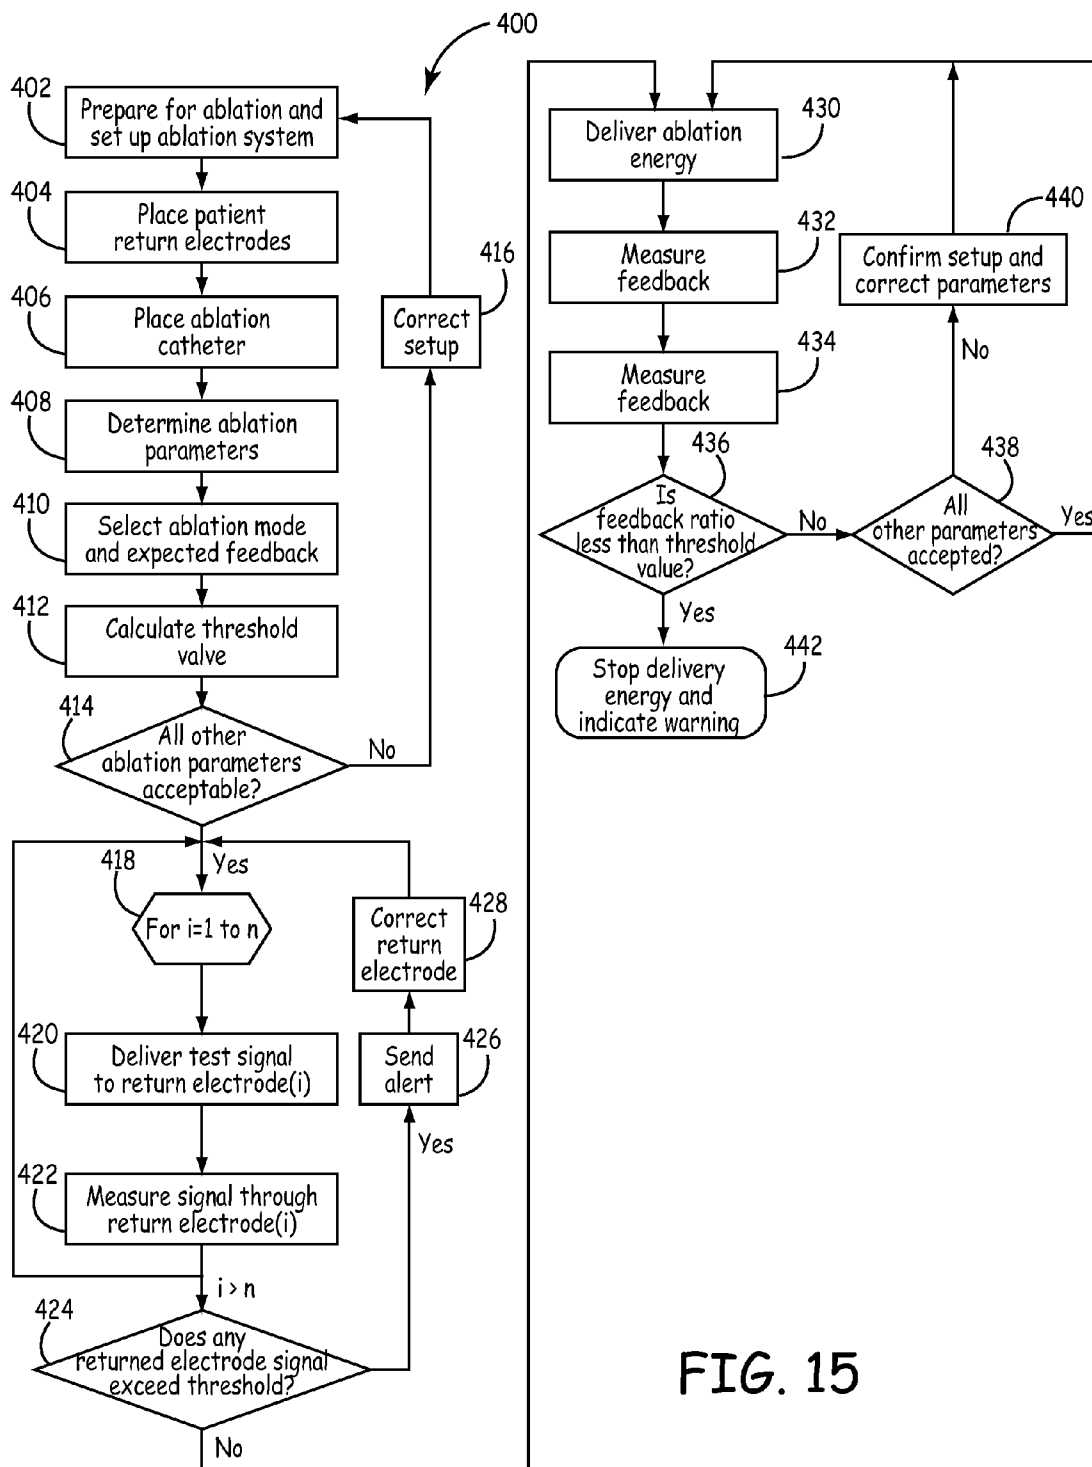 400
402
Prepare for ablation and
set up ablation system
404
Place patient
return electrodes
406
Place ablation
catheter
416
Correct
setup
408
Determine ablation
parameters
410
Select ablation mode
and expected feedback
412
Calculate threshold
valve
414
All other
ablation parameters
acceptable?
No
Yes
418
For i=1 to n
428
Correct
return
electrode
420
Deliver test signal
to return electrode(i)
426
Send
alert
Yes
422
Measure signal through
return electrode(i)
i > n
424
Does any
returned electrode signal
exceed threshold?
No
430
Deliver ablation
energy
432
Measure
feedback
440
Confirm setup and
correct parameters
434
Measure
feedback
No
436
Is
feedback ratio
less than threshold
value?
No
438
All
other parameters
accepted?
Yes
Yes
442
Stop delivery
energy and
indicate warning
FIG. 15